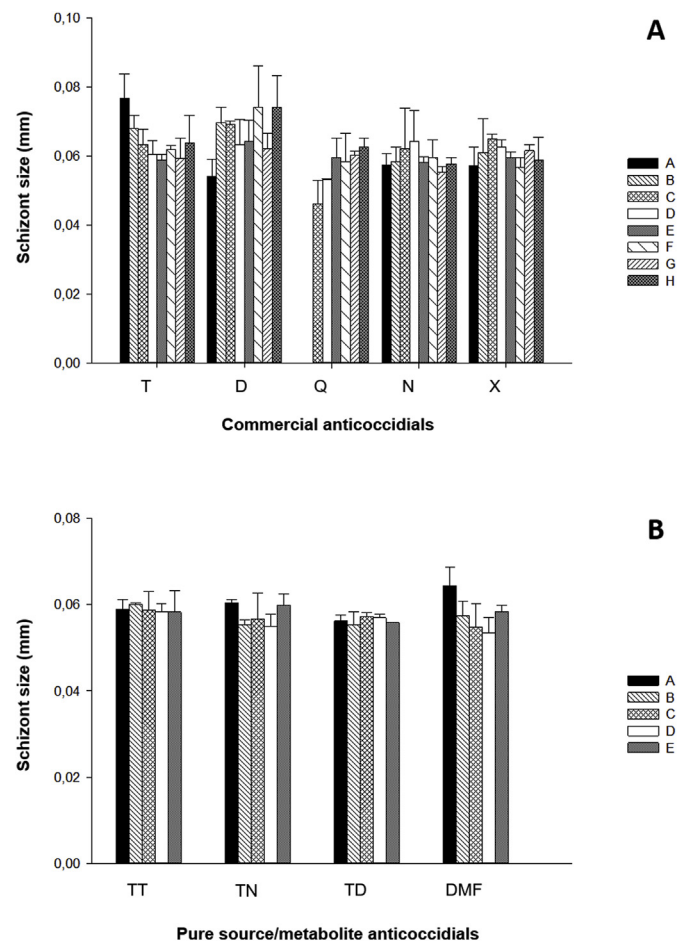 A
0,10
0,08
0,06
0,04
0,02
0,00
Schizont size (mm)
T D Q N X
Commercial anticoccidials
A
B
C
D
E
F
G
H
B
0,08
0,06
0,04
0,02
0,00
Schizont size (mm)
TT TN TD DMF
Pure source/metabolite anticoccidials
A
B
C
D
E